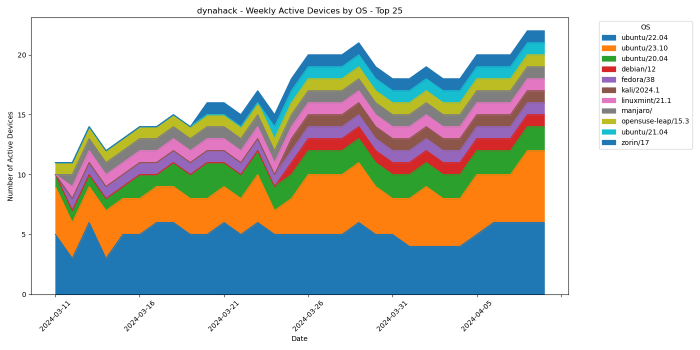 dynahack - Weekly Active Devices by OS - Top 25
Number of Active Devices
20
15
10
5
0
2024-03-11
2024-03-16
2024-03-21
2024-03-26
2024-03-31
2024-04-05
Date
OS
ubuntu/22.04
ubuntu/23.10
ubuntu/20.04
debian/12
fedora/38
kali/2024.1
linuxmint/21.1
manjaro/
opensuse-leap/15.3
ubuntu/21.04
zorin/17